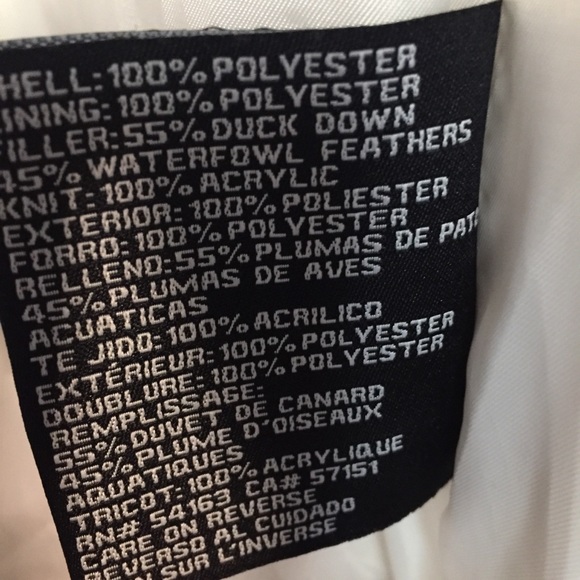 HELL:100% POLYESTER
INING:100% POLYESTER
FILLER:55% DUCK DOWN
45% WATERFOWL FEATHERS
KNIT:100% ACRYLIC
EXTERIOR:100% POLIESTER
FORRO:100% POLYESTER
RELLENO:55% PLUMAS DE PATO
45% PLUMAS DE AVES
ACUATICAS
TEJIDO:100% ACRILICO
EXTÉRIEUR:100% POLYESTER
DOUBLURE:100% POLYESTER
REMPLISSAGE:
55% DUVET DE CANARD
45% PLUME D'OISEAUX
AQUATIQUES
TRICOT:100% ACRYLIQUE
RN# 54163 CA# 57151
CARE ON REVERSE
REVERSO AL CUIDADO
SUR L'INVERSE